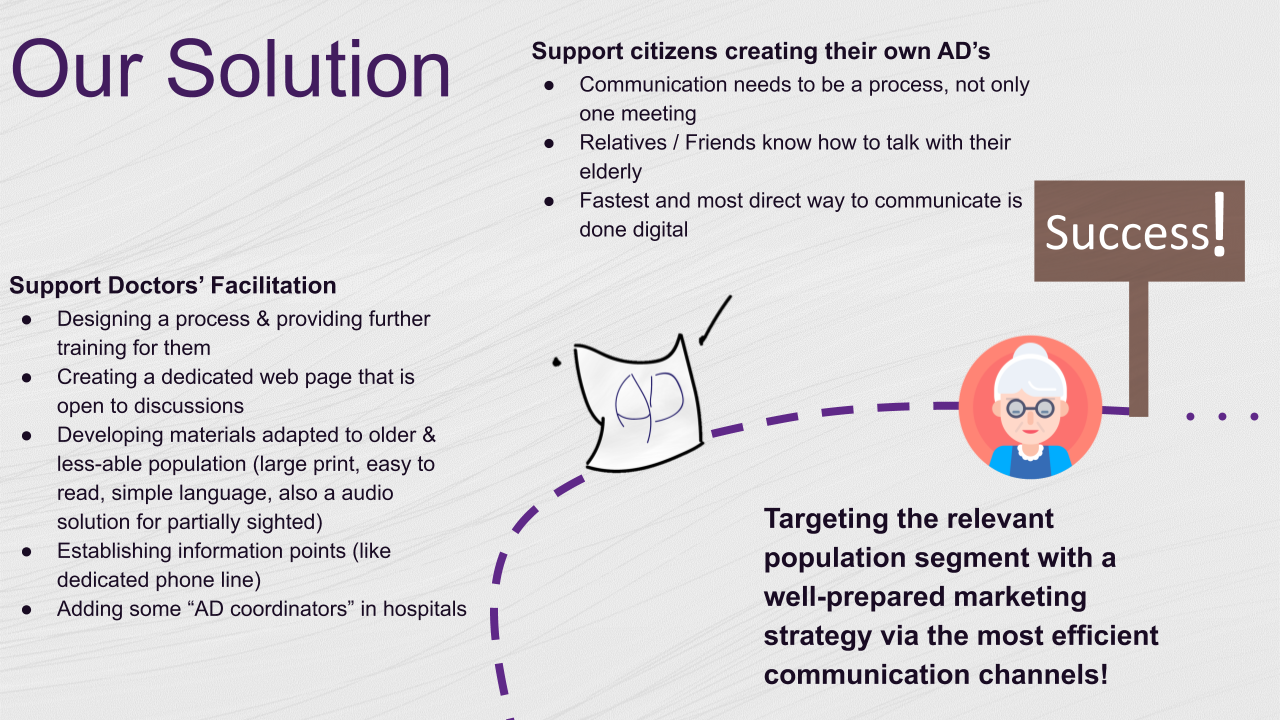 Our Solution
Support citizens creating their own AD’s
● Communication needs to be a process, not only
one meeting
● Relatives / Friends know how to talk with their
elderly
● Fastest and most direct way to communicate is
done digital
Success!
Support Doctors’ Facilitation
● Designing a process & providing further
training for them
● Creating a dedicated web page that is
open to discussions
● Developing materials adapted to older &
less-able population (large print, easy to
read, simple language, also a audio
solution for partially sighted)
● Establishing information points (like
dedicated phone line)
● Adding some “AD coordinators” in hospitals
AD
Targeting the relevant
population segment with a
well-prepared marketing
strategy via the most efficient
communication channels!